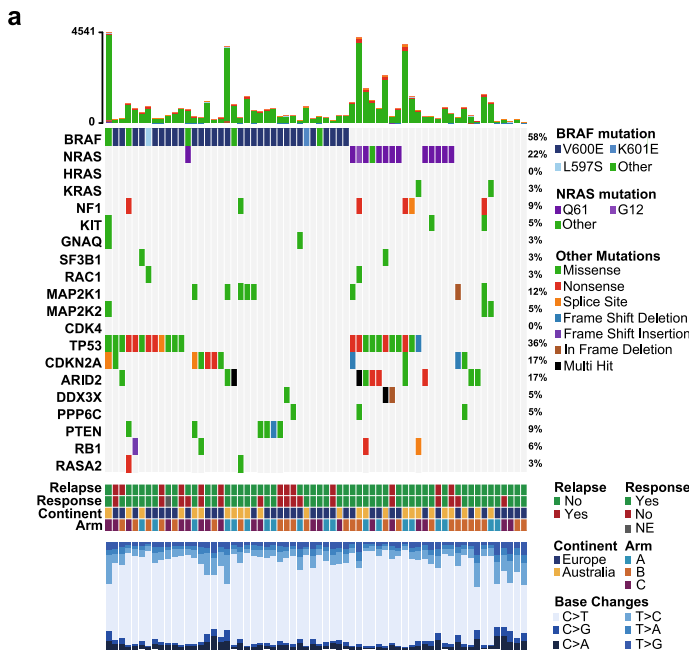 a
4541
0
BRAF 58%
NRAS 22%
HRAS 0%
KRAS 3%
NF1 9%
KIT 5%
GNAQ 3%
SF3B1 3%
RAC1 3%
MAP2K1 12%
MAP2K2 5%
CDK4 0%
TP53 36%
CDKN2A 17%
ARID2 17%
DDX3X 5%
PPP6C 5%
PTEN 9%
RB1 6%
RASA2 3%
Relapse
Response
Continent
Arm
BRAF mutation
V600E K601E
L597S Other
NRAS mutation
Q61 G12
Other
Other Mutations
Missense
Nonsense
Splice Site
Frame Shift Deletion
Frame Shift Insertion
In Frame Deletion
Multi Hit
Relapse Response
No Yes
Yes No
NE
Continent Arm
Europe A
Australia B
C
Base Changes
C>T T>C
C>G T>A
C>A T>G